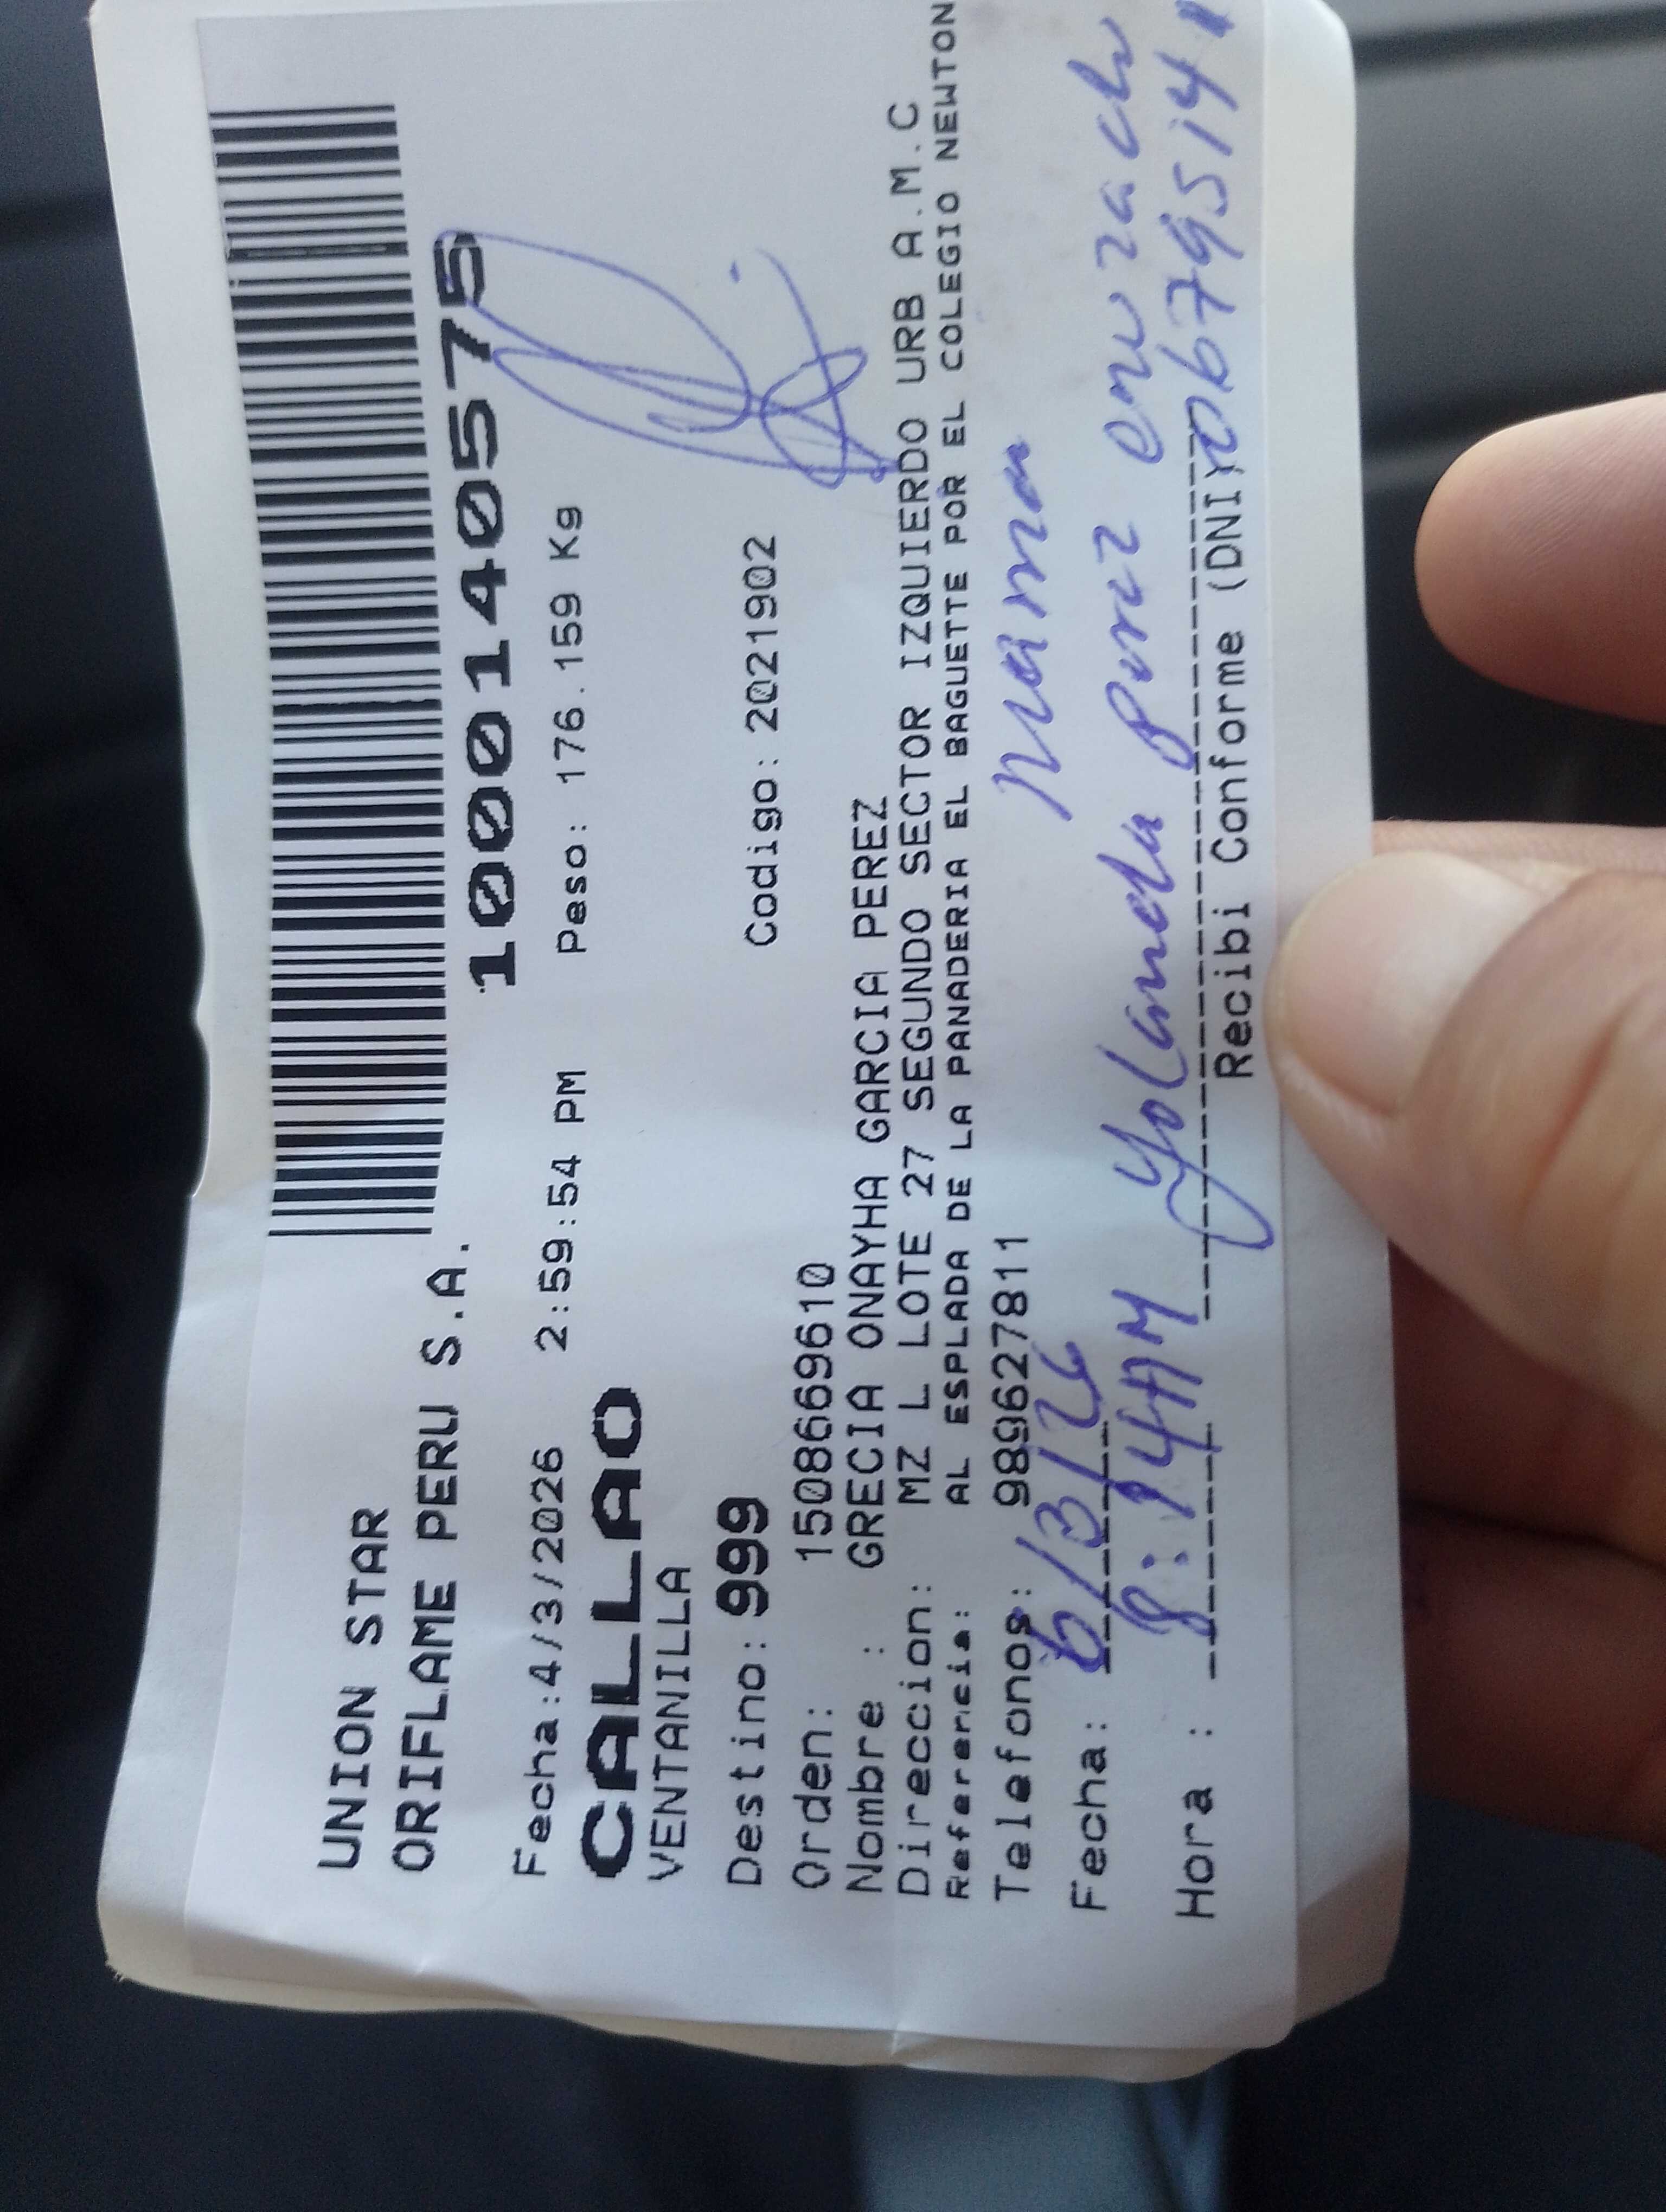 UNION STAR
ORIFLAME PERU S.A.
1000140575
Fecha:4/3/2026 2:59:54 PM Peso: 176.159 Kg
CALLAO
VENTANILLA
Destino: 999 Codigo: 2021902
Orden: 1508669610
Nombre : GRECIA ONAYHA GARCIA PEREZ
Direccion: MZ L LOTE 27 SEGUNDO SECTOR IZQUIERDO URB A.M.C
Referencia: AL ESPLADA DE LA PANADERIA EL BAGUETTE POR EL COLEGIO NEWTON
Telefonos: 989627811
mama
Fecha: 6/3/26
Yolanda
Hora : 8:14AM
Recibi Conforme (DNI)